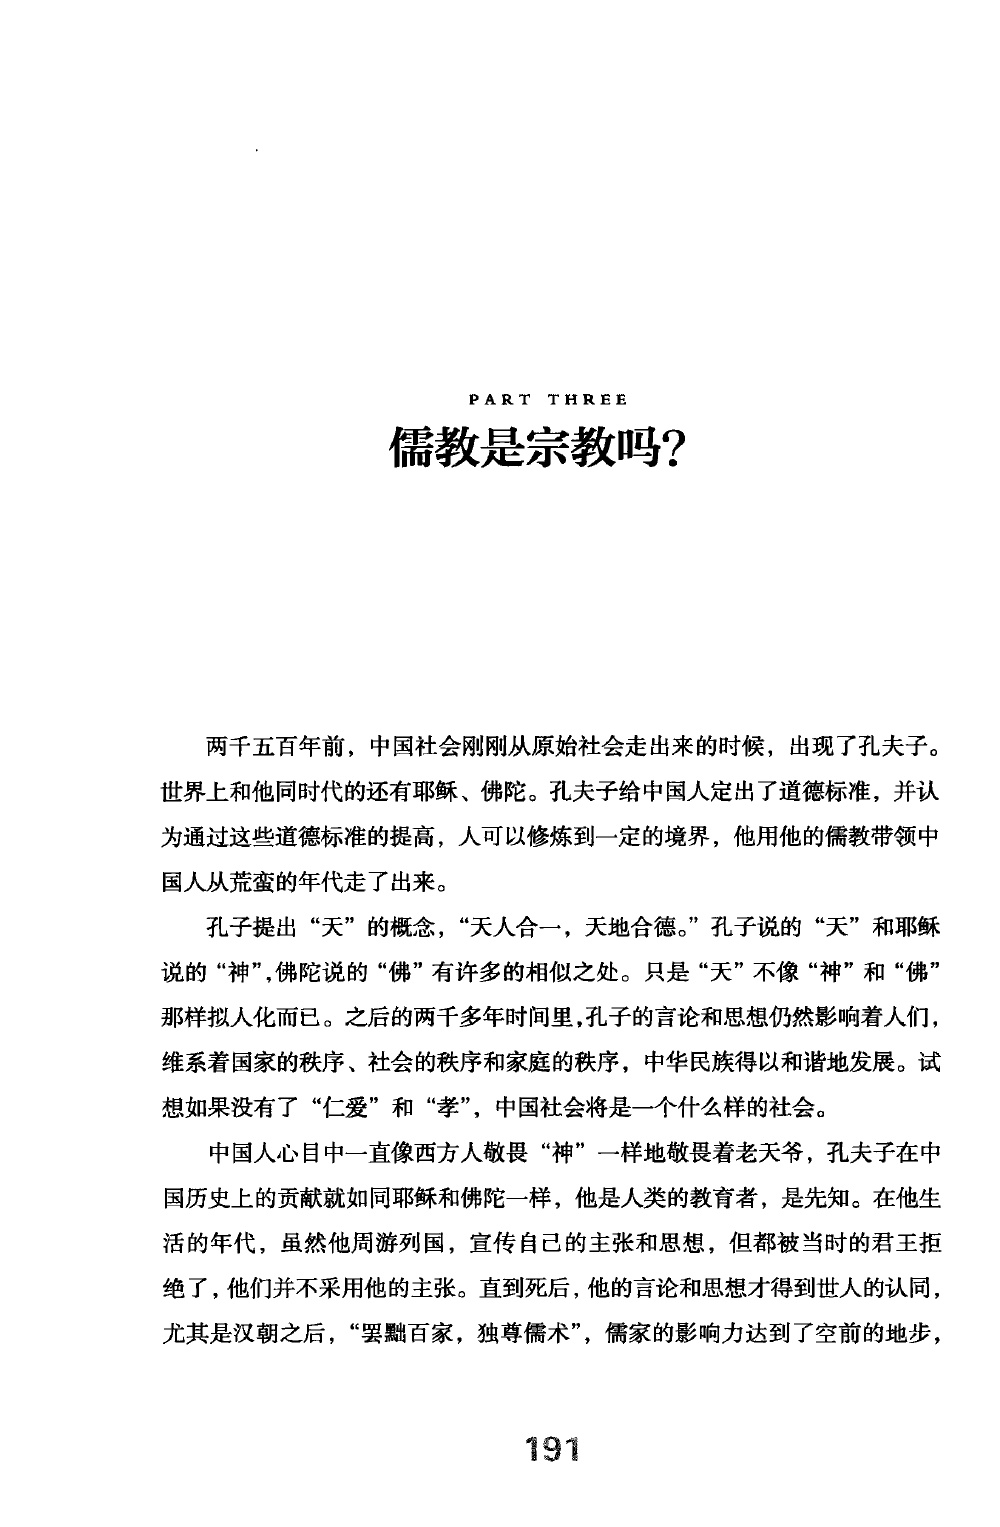 PART THREE
儒教是宗教吗？
两千五百年前，中国社会刚刚从原始社会走出来的时候，出现了孔夫子。
世界上和他同时代的还有耶稣、佛陀。孔夫子给中国人定出了道德标准，并认
为通过这些道德标准的提高，人可以修炼到一定的境界，他用他的儒教带领中
国人从荒蛮的年代走了出来。
孔子提出“天”的概念，“天人合一，天地合德。”孔子说的“天”和耶稣
说的“神”，佛陀说的“佛”有许多的相似之处。只是“天”不像“神”和“佛”
那样拟人化而已。之后的两千多年时间里，孔子的言论和思想仍然影响着人们，
维系着国家的秩序、社会的秩序和家庭的秩序，中华民族得以和谐地发展。试
想如果没有了“仁爱”和“孝”，中国社会将是一个什么样的社会。
中国人心目中一直像西方人敬畏“神”一样地敬畏着老天爷，孔夫子在中
国历史上的贡献就如同耶稣和佛陀一样，他是人类的教育者，是先知。在他生
活的年代，虽然他周游列国，宣传自己的主张和思想，但都被当时的君王拒
绝了，他们并不采用他的主张。直到死后，他的言论和思想才得到世人的认同，
尤其是汉朝之后，“罢黜百家，独尊儒术”，儒家的影响力达到了空前的地步，
191